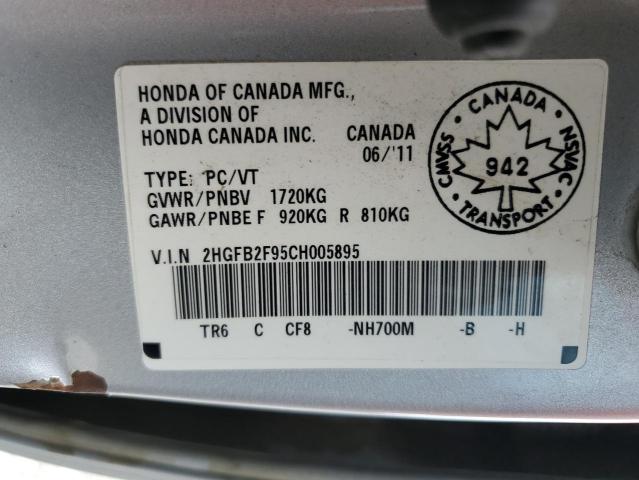 HONDA OF CANADA MFG.,
A DIVISION OF
HONDA CANADA INC. CANADA
06/'11
TYPE: PC/VT
GVWR/PNBV 1720KG
GAWR/PNBE F 920KG R 810KG
V.I.N 2HGFB2F95CH005895
TR6 C CF8 -NH700M -B -H
CANADA
CMVSS 942 NSVAC
TRANSPORT